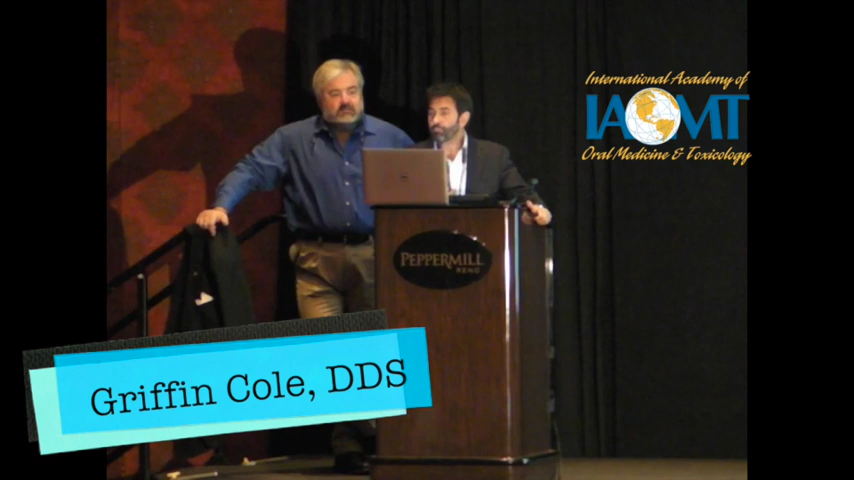 International Academy of
IAOMT
Oral Medicine & Toxicology
PEPPERMILL
RENO
Griffin Cole, DDS